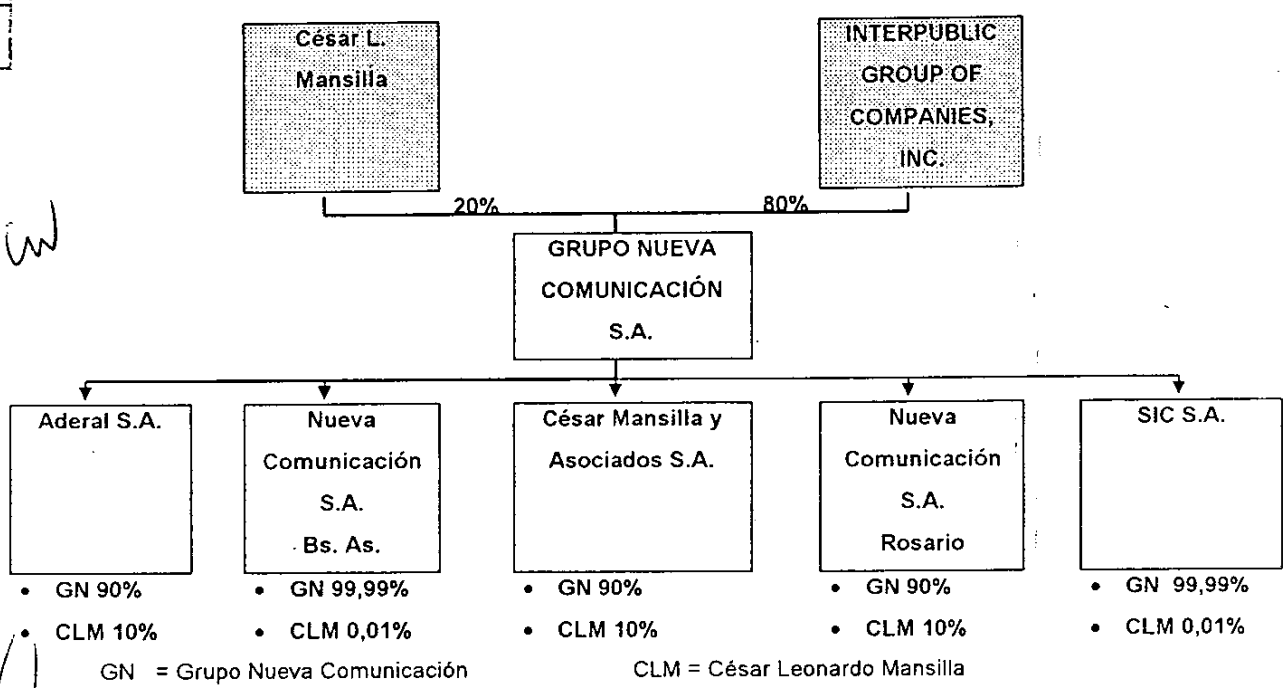 César L.
Mansilla
INTERPUBLIC
GROUP OF
COMPANIES,
INC.
20%
80%
GRUPO NUEVA
COMUNICACIÓN
S.A.
Aderal S.A.
Nueva
Comunicación
S.A.
Bs. As.
César Mansilla y
Asociados S.A.
Nueva
Comunicación
S.A.
Rosario
SIC S.A.
• GN 90%
• CLM 10%
• GN 99,99%
• CLM 0,01%
• GN 90%
• CLM 10%
• GN 90%
• CLM 10%
• GN 99,99%
• CLM 0,01%
GN = Grupo Nueva Comunicación
CLM = César Leonardo Mansilla